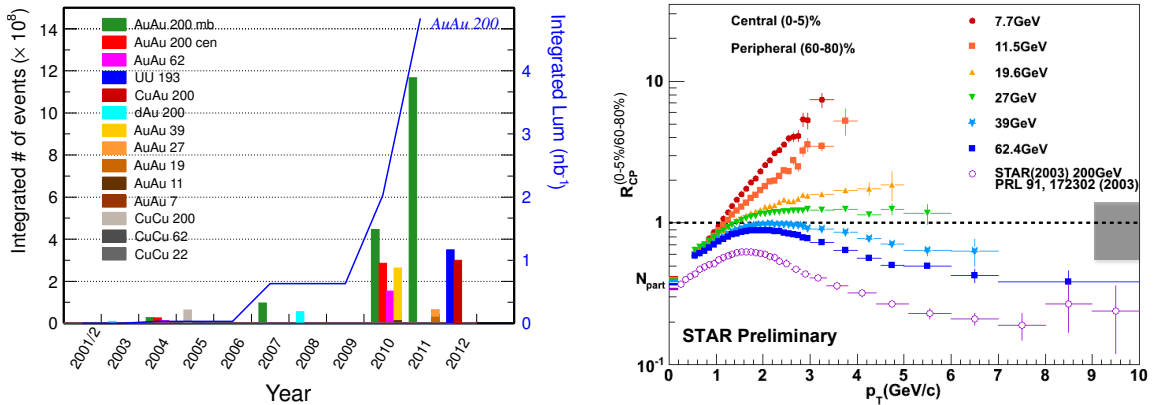 AuAu 200
14
12
10
8
6
4
2
0
Integrated # of events (× 10⁸)
AuAu 200 mb
AuAu 200 cen
AuAu 62
UU 193
CuAu 200
dAu 200
AuAu 39
AuAu 27
AuAu 19
AuAu 11
AuAu 7
CuCu 200
CuCu 62
CuCu 22
4
3
2
1
0
Integrated Lum (nb⁻¹)
2001/2 2003 2004 2005 2006 2007 2008 2009 2010 2011 2012
Year
Central (0-5)%
Peripheral (60-80)%
7.7GeV
11.5GeV
19.6GeV
27GeV
39GeV
62.4GeV
STAR(2003) 200GeV
PRL 91, 172302 (2003)
10
1
N_part
10⁻¹
R_CP^(0-5%/60-80%)
STAR Preliminary
0 1 2 3 4 5 6 7 8 9 10
p_T(GeV/c)